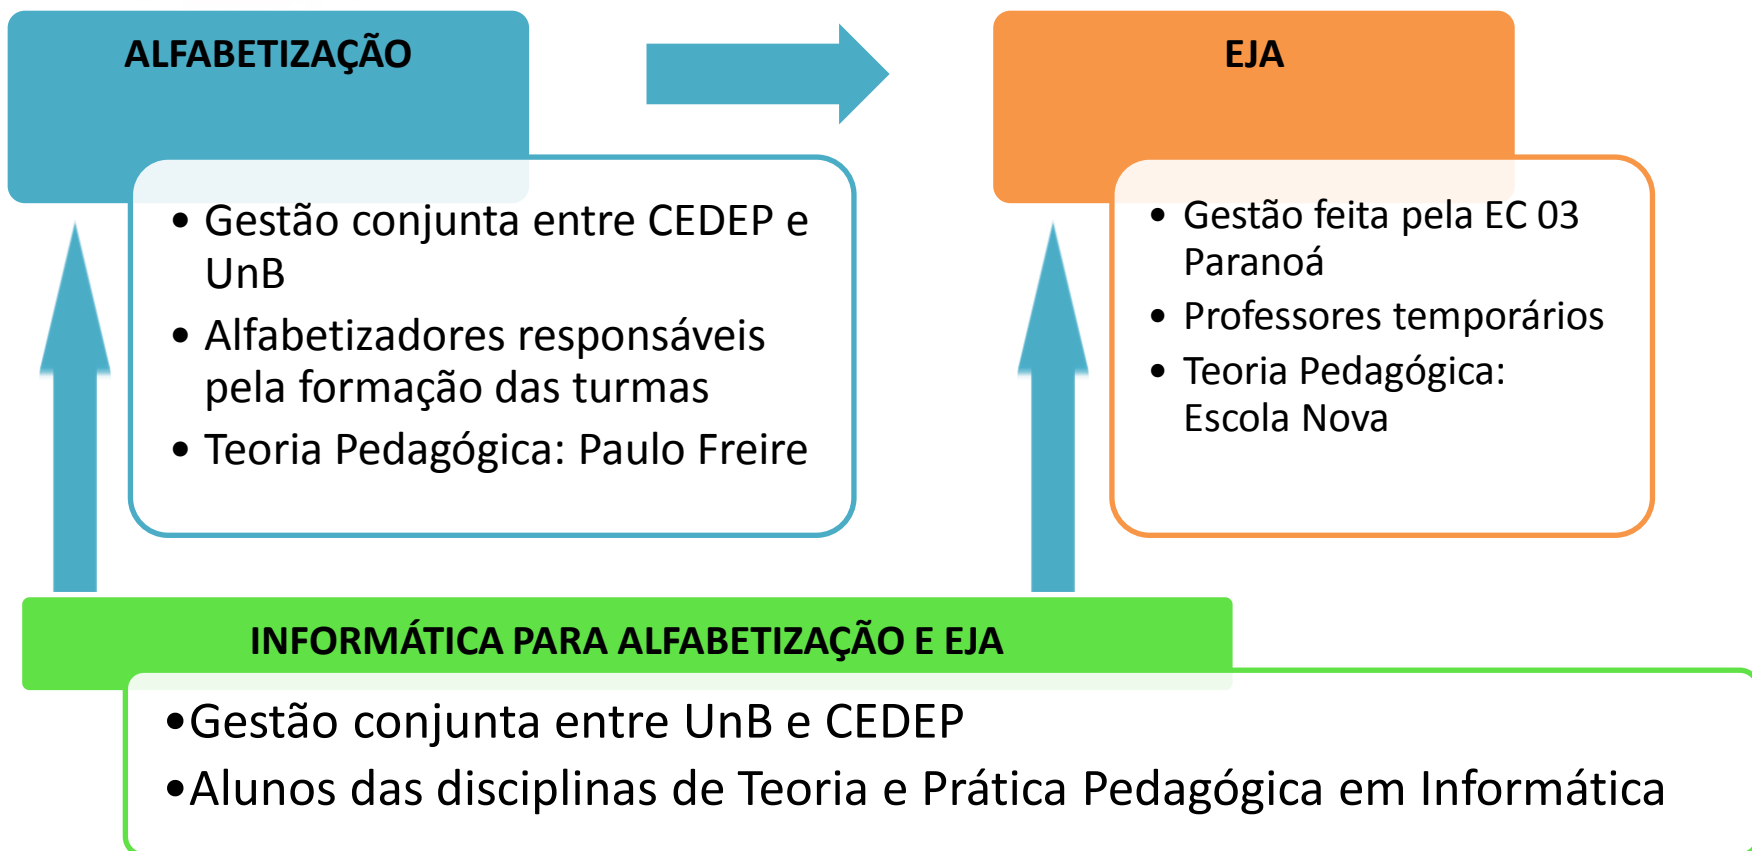 ALFABETIZAÇÃO
• Gestão conjunta entre CEDEP e
UnB
• Alfabetizadores responsáveis
pela formação das turmas
• Teoria Pedagógica: Paulo Freire
EJA
• Gestão feita pela EC 03
Paranoá
• Professores temporários
• Teoria Pedagógica:
Escola Nova
INFORMÁTICA PARA ALFABETIZAÇÃO E EJA
•Gestão conjunta entre UnB e CEDEP
•Alunos das disciplinas de Teoria e Prática Pedagógica em Informática